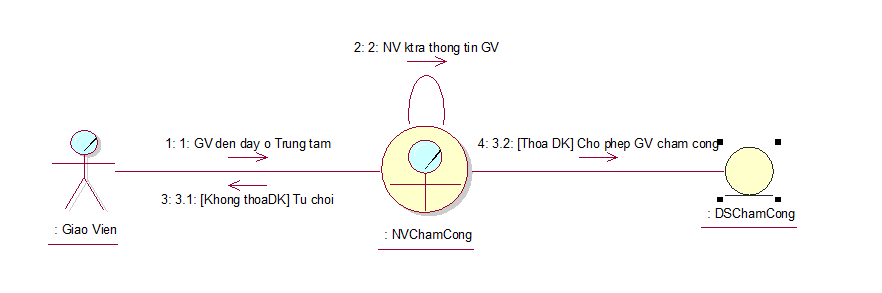 2: 2: NV ktra thong tin GV
1: 1: GV den day o Trung tam
4: 3.2: [Thoa DK] Cho phep GV cham cong
3: 3.1: [Khong thoaDK] Tu choi
: Giao Vien
: NVChamCong
: DSChamCong